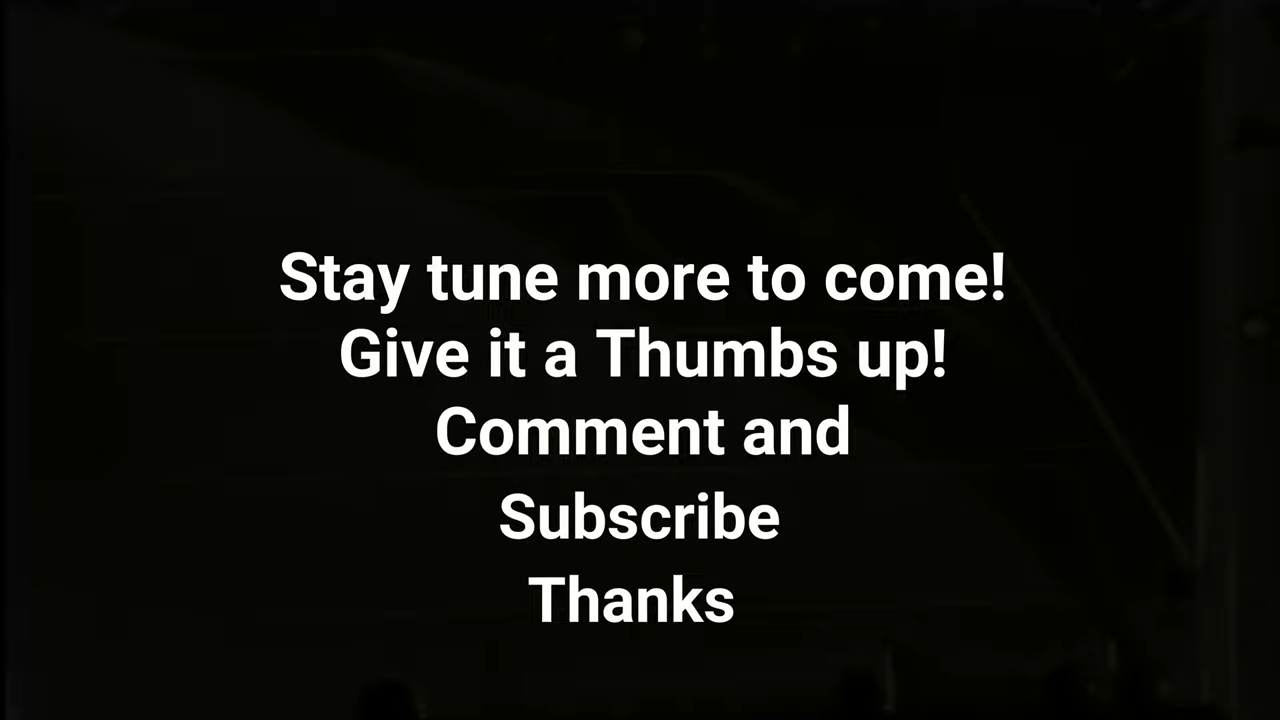 Stay tune more to come!
Give it a Thumbs up!
Comment and
Subscribe
Thanks